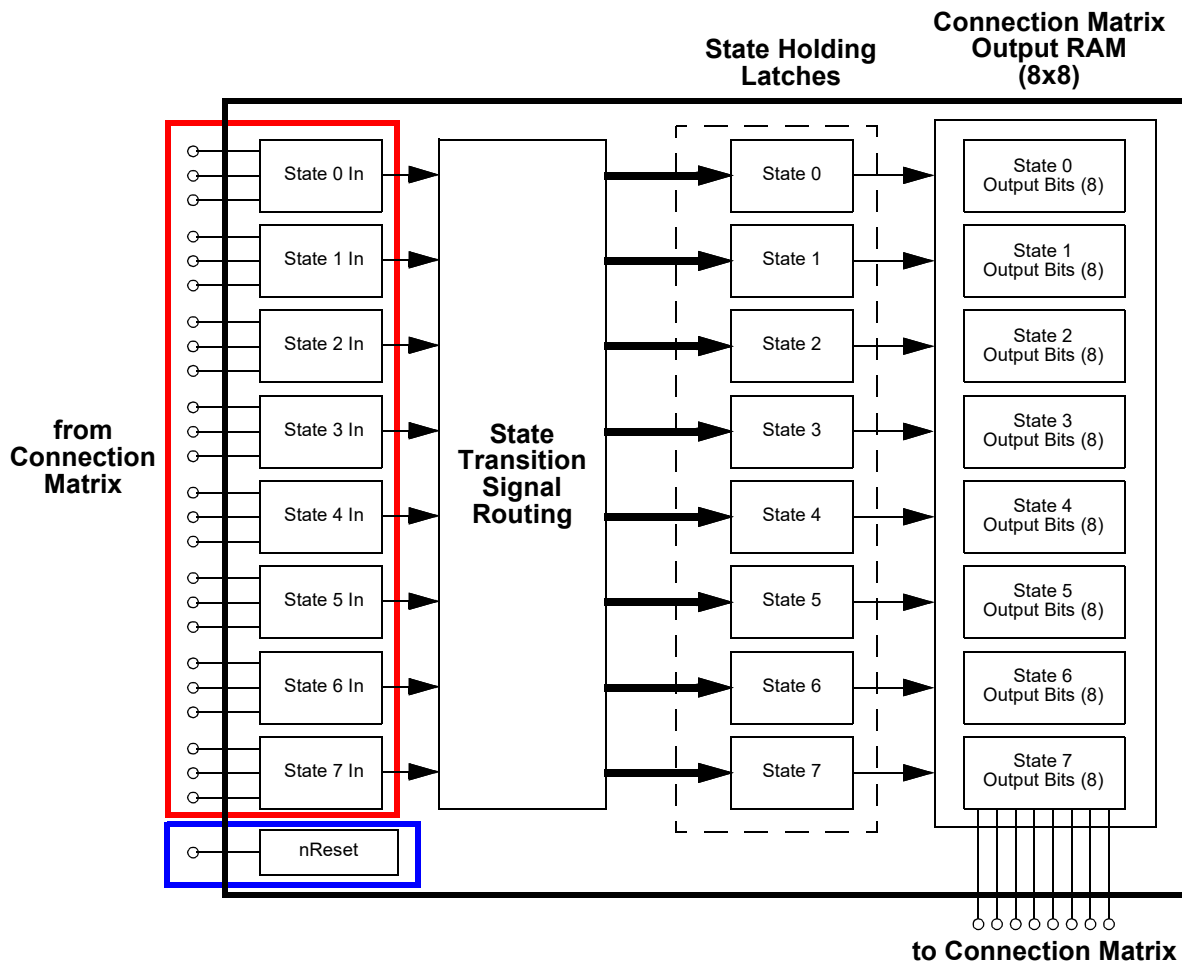 Connection Matrix
Output RAM
(8x8)
State Holding
Latches
from
Connection
Matrix
State 0 In
State 1 In
State 2 In
State 3 In
State 4 In
State 5 In
State 6 In
State 7 In
nReset
State
Transition
Signal
Routing
State 0
State 1
State 2
State 3
State 4
State 5
State 6
State 7
State 0
Output Bits (8)
State 1
Output Bits (8)
State 2
Output Bits (8)
State 3
Output Bits (8)
State 4
Output Bits (8)
State 5
Output Bits (8)
State 6
Output Bits (8)
State 7
Output Bits (8)
to Connection Matrix